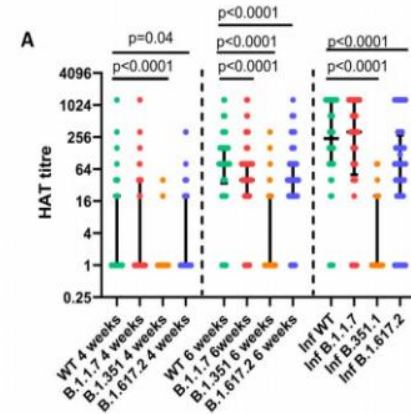 A
p<0.0001
p=0.04
p<0.0001
p<0.0001
p<0.0001
p<0.0001
p<0.0001
HAT titre
4096
1024
256
64
16
4
1
0.25
WT 4 weeks
B.1.1.7 4 weeks
B.1.351 4 weeks
B.1.617.2 4 weeks
WT 6 weeks
B.1.1.7 6weeks
B.1.351 6 weeks
B.1.617.2 6 weeks
Inf WT
Inf B.1.1.7
Inf B.351.1
Inf B.1.617.2